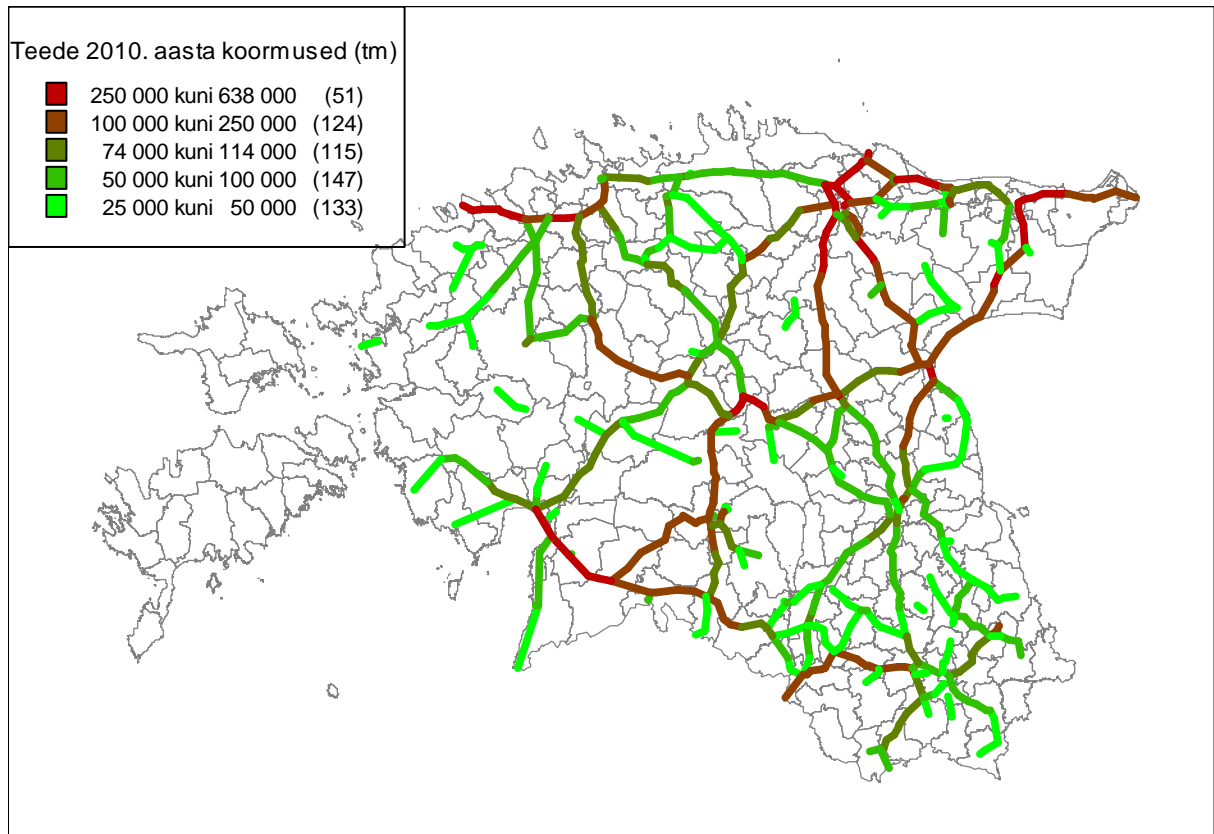 Teede 2010. aasta koormused (tm)
250 000 kuni 638 000 (51)
100 000 kuni 250 000 (124)
74 000 kuni 114 000 (115)
50 000 kuni 100 000 (147)
25 000 kuni 50 000 (133)